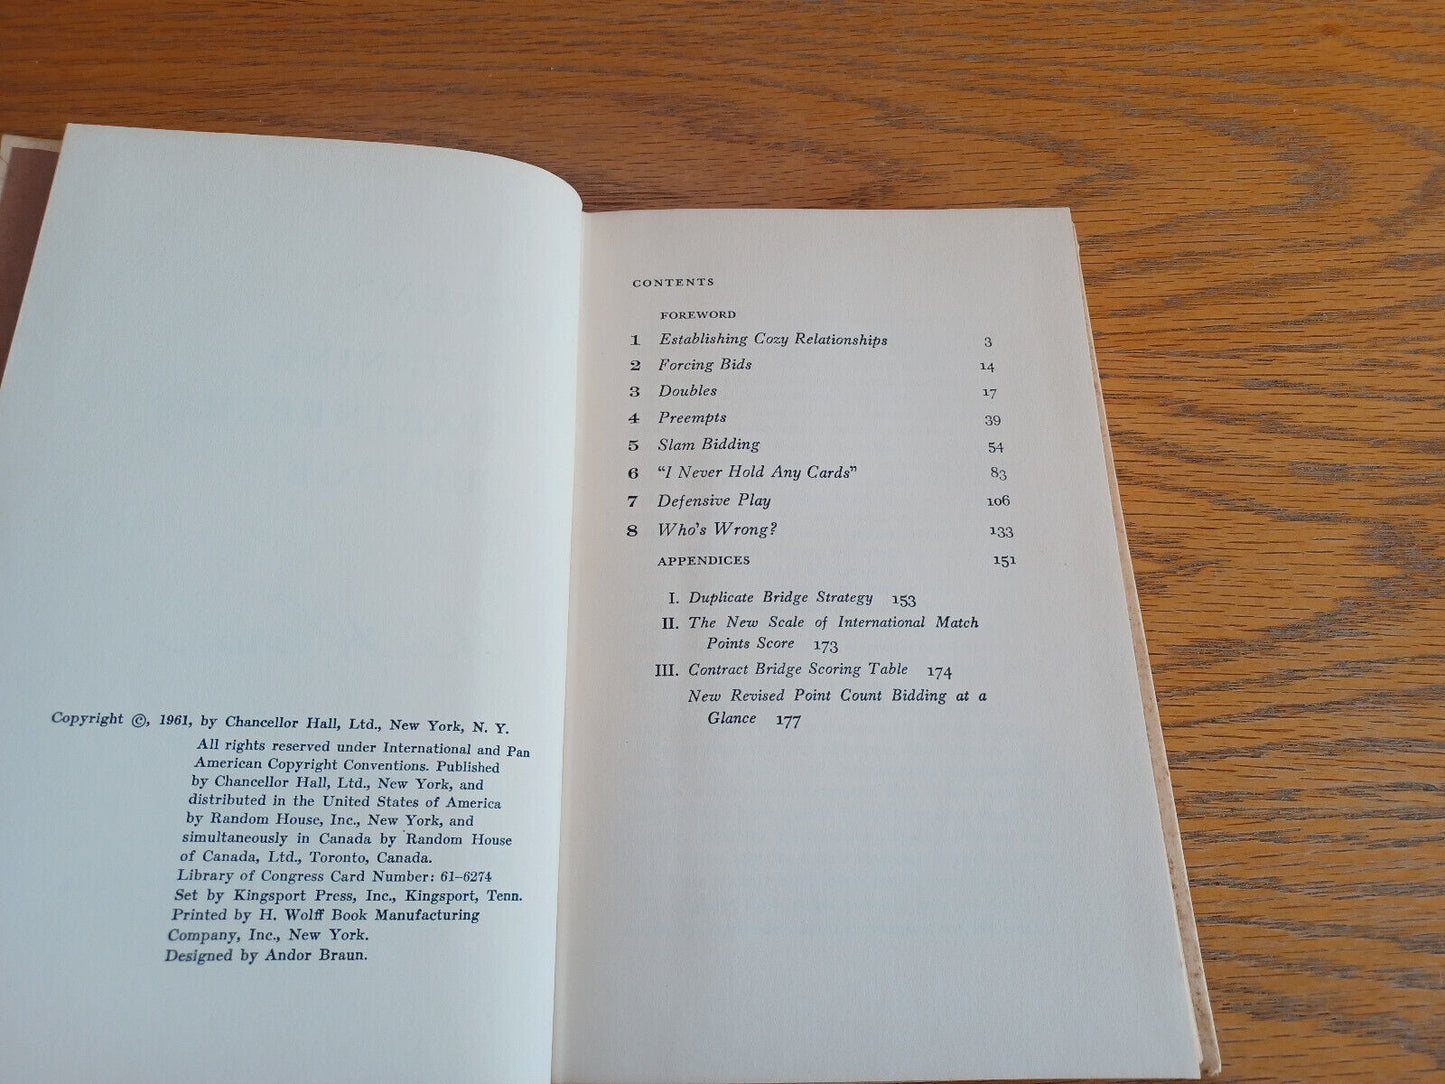 Copyright ©, 1961, by Chancellor Hall, Ltd., New York, N. Y.
All rights reserved under International and Pan
American Copyright Conventions. Published
by Chancellor Hall, Ltd., New York, and
distributed in the United States of America
by Random House, Inc., New York, and
simultaneously in Canada by Random House
of Canada, Ltd., Toronto, Canada.
Library of Congress Card Number: 61–6274
Set by Kingsport Press, Inc., Kingsport, Tenn.
Printed by H. Wolff Book Manufacturing
Company, Inc., New York.
Designed by Andor Braun.
CONTENTS
FOREWORD
1 Establishing Cozy Relationships 3
2 Forcing Bids 14
3 Doubles 17
4 Preempts 39
5 Slam Bidding 54
6 "I Never Hold Any Cards" 83
7 Defensive Play 106
8 Who's Wrong? 133
APPENDICES 151
I. Duplicate Bridge Strategy 153
II. The New Scale of International Match
Points Score 173
III. Contract Bridge Scoring Table 174
New Revised Point Count Bidding at a
Glance 177